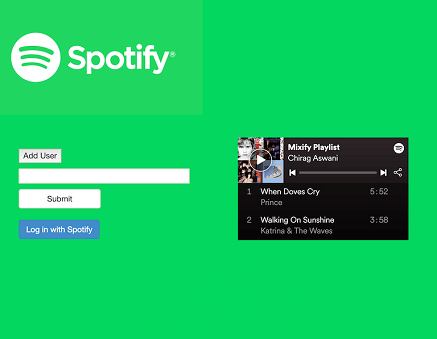 Spotify®
Add User
Submit
Log in with Spotify
Mixify Playlist
Chirag Aswani
1 When Doves Cry 5:52
Prince
2 Walking On Sunshine 3:58
Katrina & The Waves